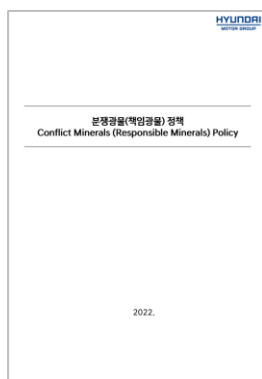 HYUNDAI
MOTOR GROUP
분쟁광물(책임광물) 정책
Conflict Minerals (Responsible Minerals) Policy
2022.